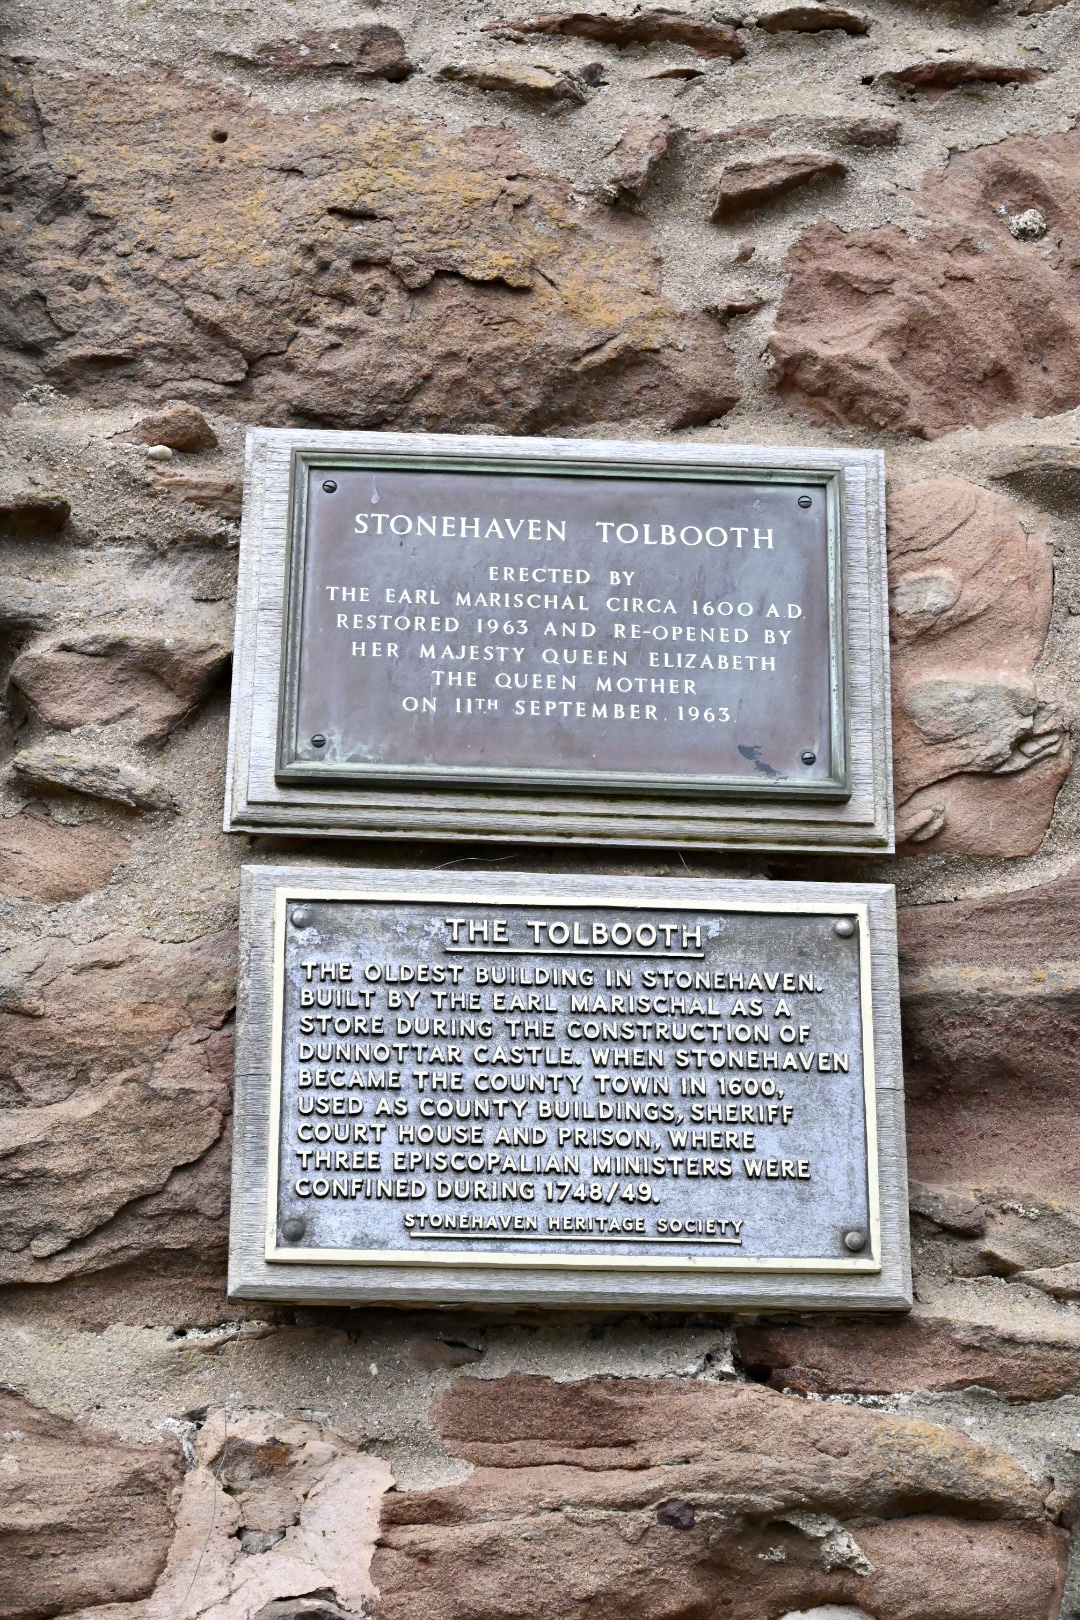 STONEHAVEN TOLBOOTH
ERECTED BY
THE EARL MARISCHAL CIRCA 1600 A.D.
RESTORED 1963 AND RE-OPENED BY
HER MAJESTY QUEEN ELIZABETH
THE QUEEN MOTHER
ON 11TH SEPTEMBER. 1963.
THE TOLBOOTH
THE OLDEST BUILDING IN STONEHAVEN.
BUILT BY THE EARL MARISCHAL AS A
STORE DURING THE CONSTRUCTION OF
DUNNOTTAR CASTLE. WHEN STONEHAVEN
BECAME THE COUNTY TOWN IN 1600,
USED AS COUNTY BUILDINGS, SHERIFF
COURT HOUSE AND PRISON, WHERE
THREE EPISCOPALIAN MINISTERS WERE
CONFINED DURING 1748/49.
STONEHAVEN HERITAGE SOCIETY